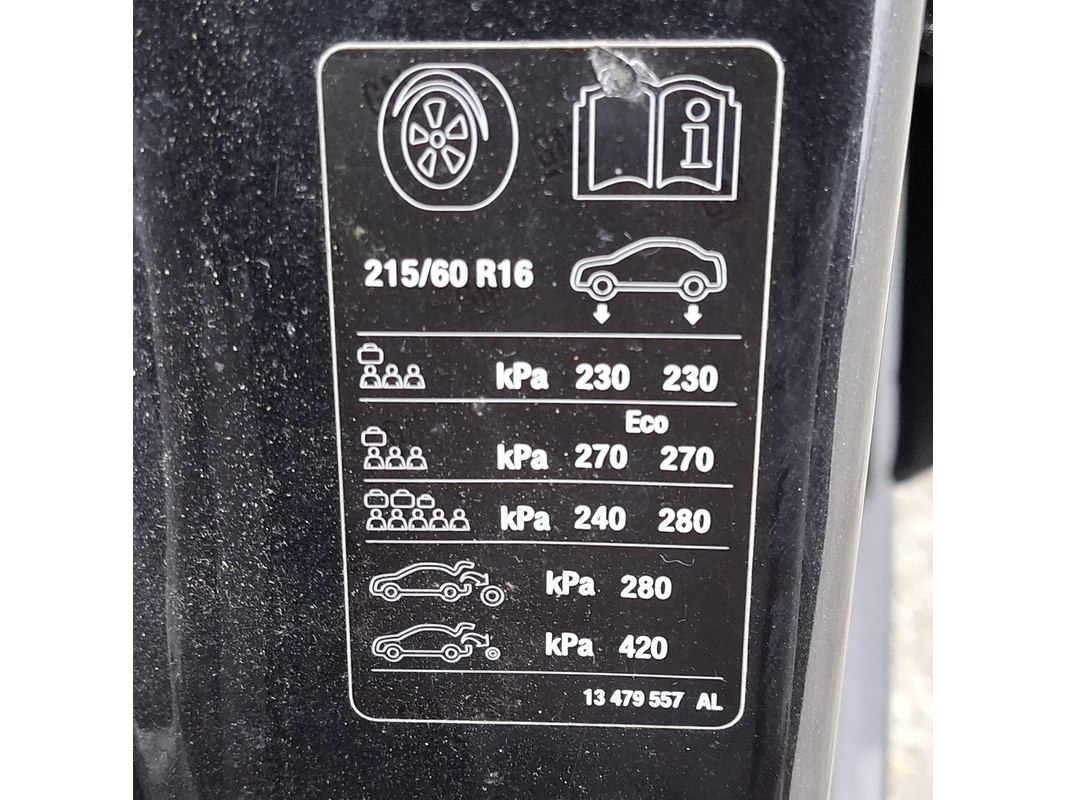 215/60 R16
kPa 230 230
Eco
kPa 270 270
kPa 240 280
kPa 280
kPa 420
13 479 557 AL